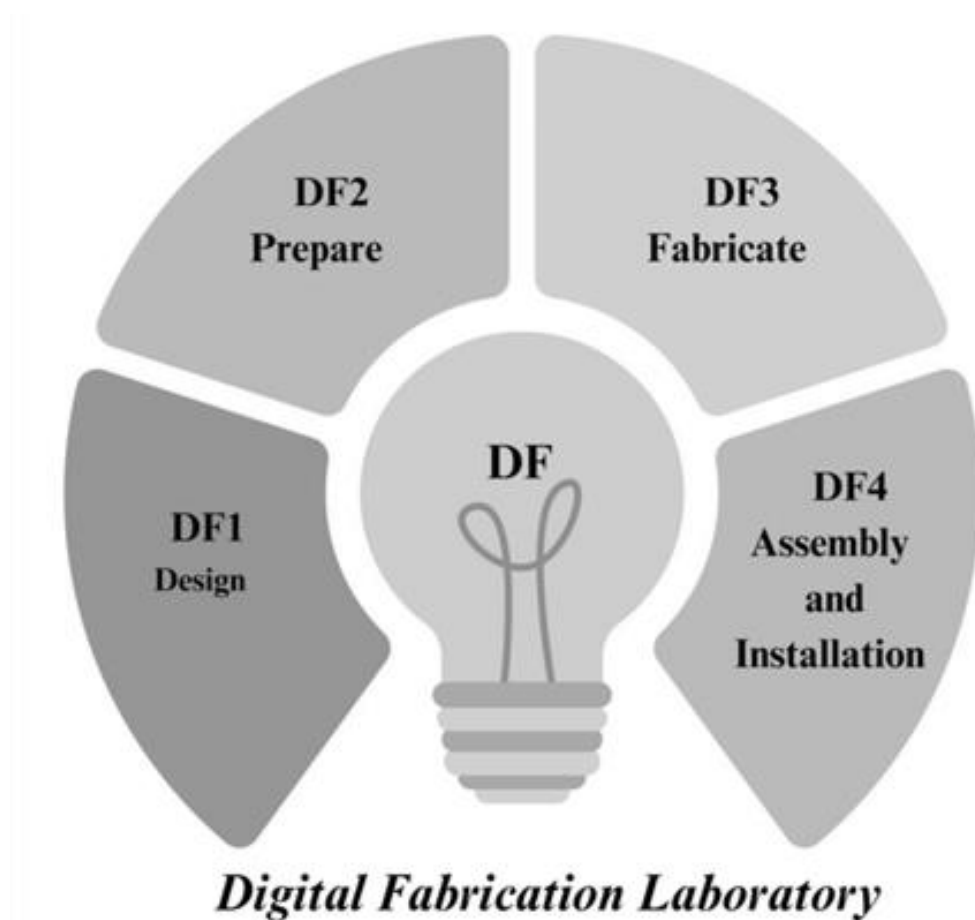 DF2
Prepare
DF3
Fabricate
DF1
Design
DF
DF4
Assembly
and
Installation
Digital Fabrication Laboratory